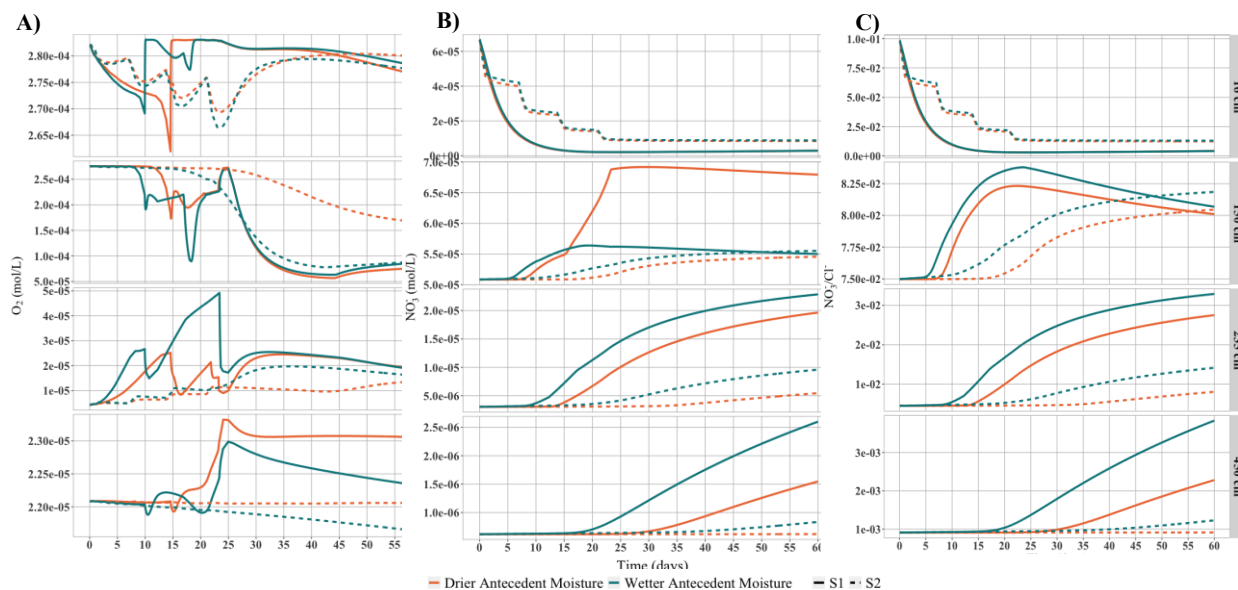 A)
B)
C)
O₂ (mol/L)
2.80e-04
2.75e-04
2.70e-04
2.65e-04
2.5e-04
2.0e-04
1.5e-04
1.0e-04
5.0e-05
5e-05
4e-05
3e-05
2e-05
1e-05
2.30e-05
2.25e-05
2.20e-05
0 5 10 15 20 25 30 35 40 45 50 55
NO₃⁻ (mol/L)
6e-05
4e-05
2e-05
0e+00
7.0e-05
6.5e-05
6.0e-05
5.5e-05
5.0e-05
2.0e-05
1.5e-05
1.0e-05
5.0e-06
2.5e-06
2.0e-06
1.5e-06
1.0e-06
0 5 10 15 20 25 30 35 40 45 50 55 60
Time (days)
NO₃⁻/Cl⁻
1.0e-01
7.5e-02
5.0e-02
2.5e-02
0.0e+00
8.25e-02
8.00e-02
7.75e-02
7.50e-02
3e-02
2e-02
1e-02
3e-03
2e-03
1e-03
0 5 10 15 20 25 30 35 40 45 50 55 60
Drier Antecedent Moisture Wetter Antecedent Moisture S1 S2